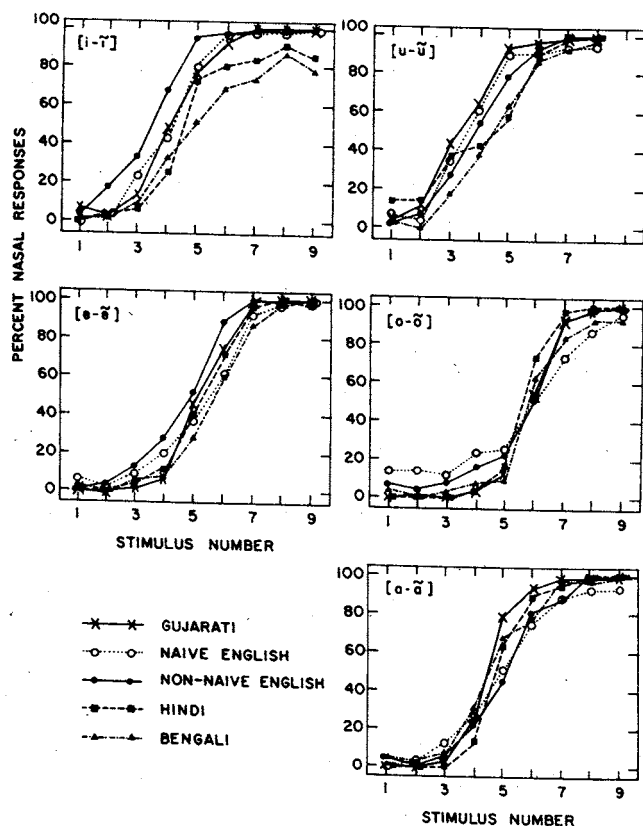 PERCENT NASAL RESPONSES
[i-ĩ]
100
80
60
40
20
0
1 3 5 7 9
[u-ũ]
100
80
60
40
20
0
1 3 5 7
[e-ẽ]
100
80
60
40
20
0
1 3 5 7 9
STIMULUS NUMBER
[o-õ]
100
80
60
40
20
0
1 3 5 7 9
[a-ã]
100
80
60
40
20
0
1 3 5 7 9
STIMULUS NUMBER
GUJARATI
NAIVE ENGLISH
NON-NAIVE ENGLISH
HINDI
BENGALI